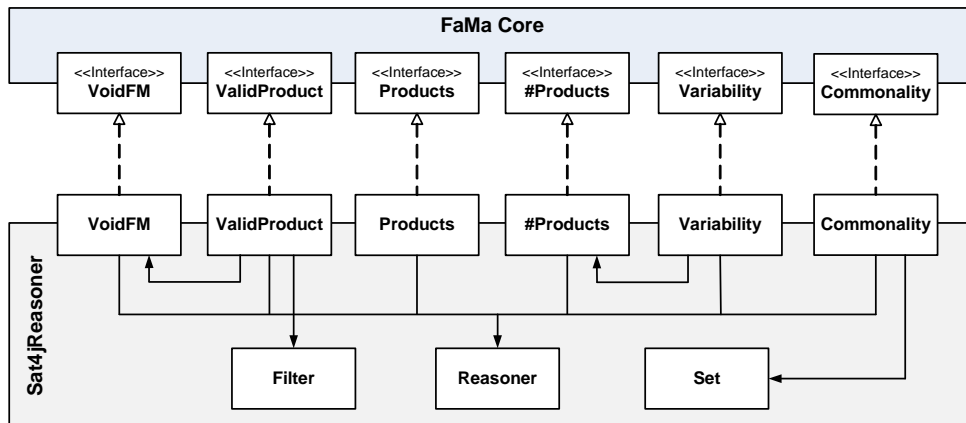 FaMa Core
<<Interface>>
VoidFM
<<Interface>>
ValidProduct
<<Interface>>
Products
<<Interface>>
#Products
<<Interface>>
Variability
<<Interface>>
Commonality
Sat4jReasoner
VoidFM
ValidProduct
Products
#Products
Variability
Commonality
Filter
Reasoner
Set